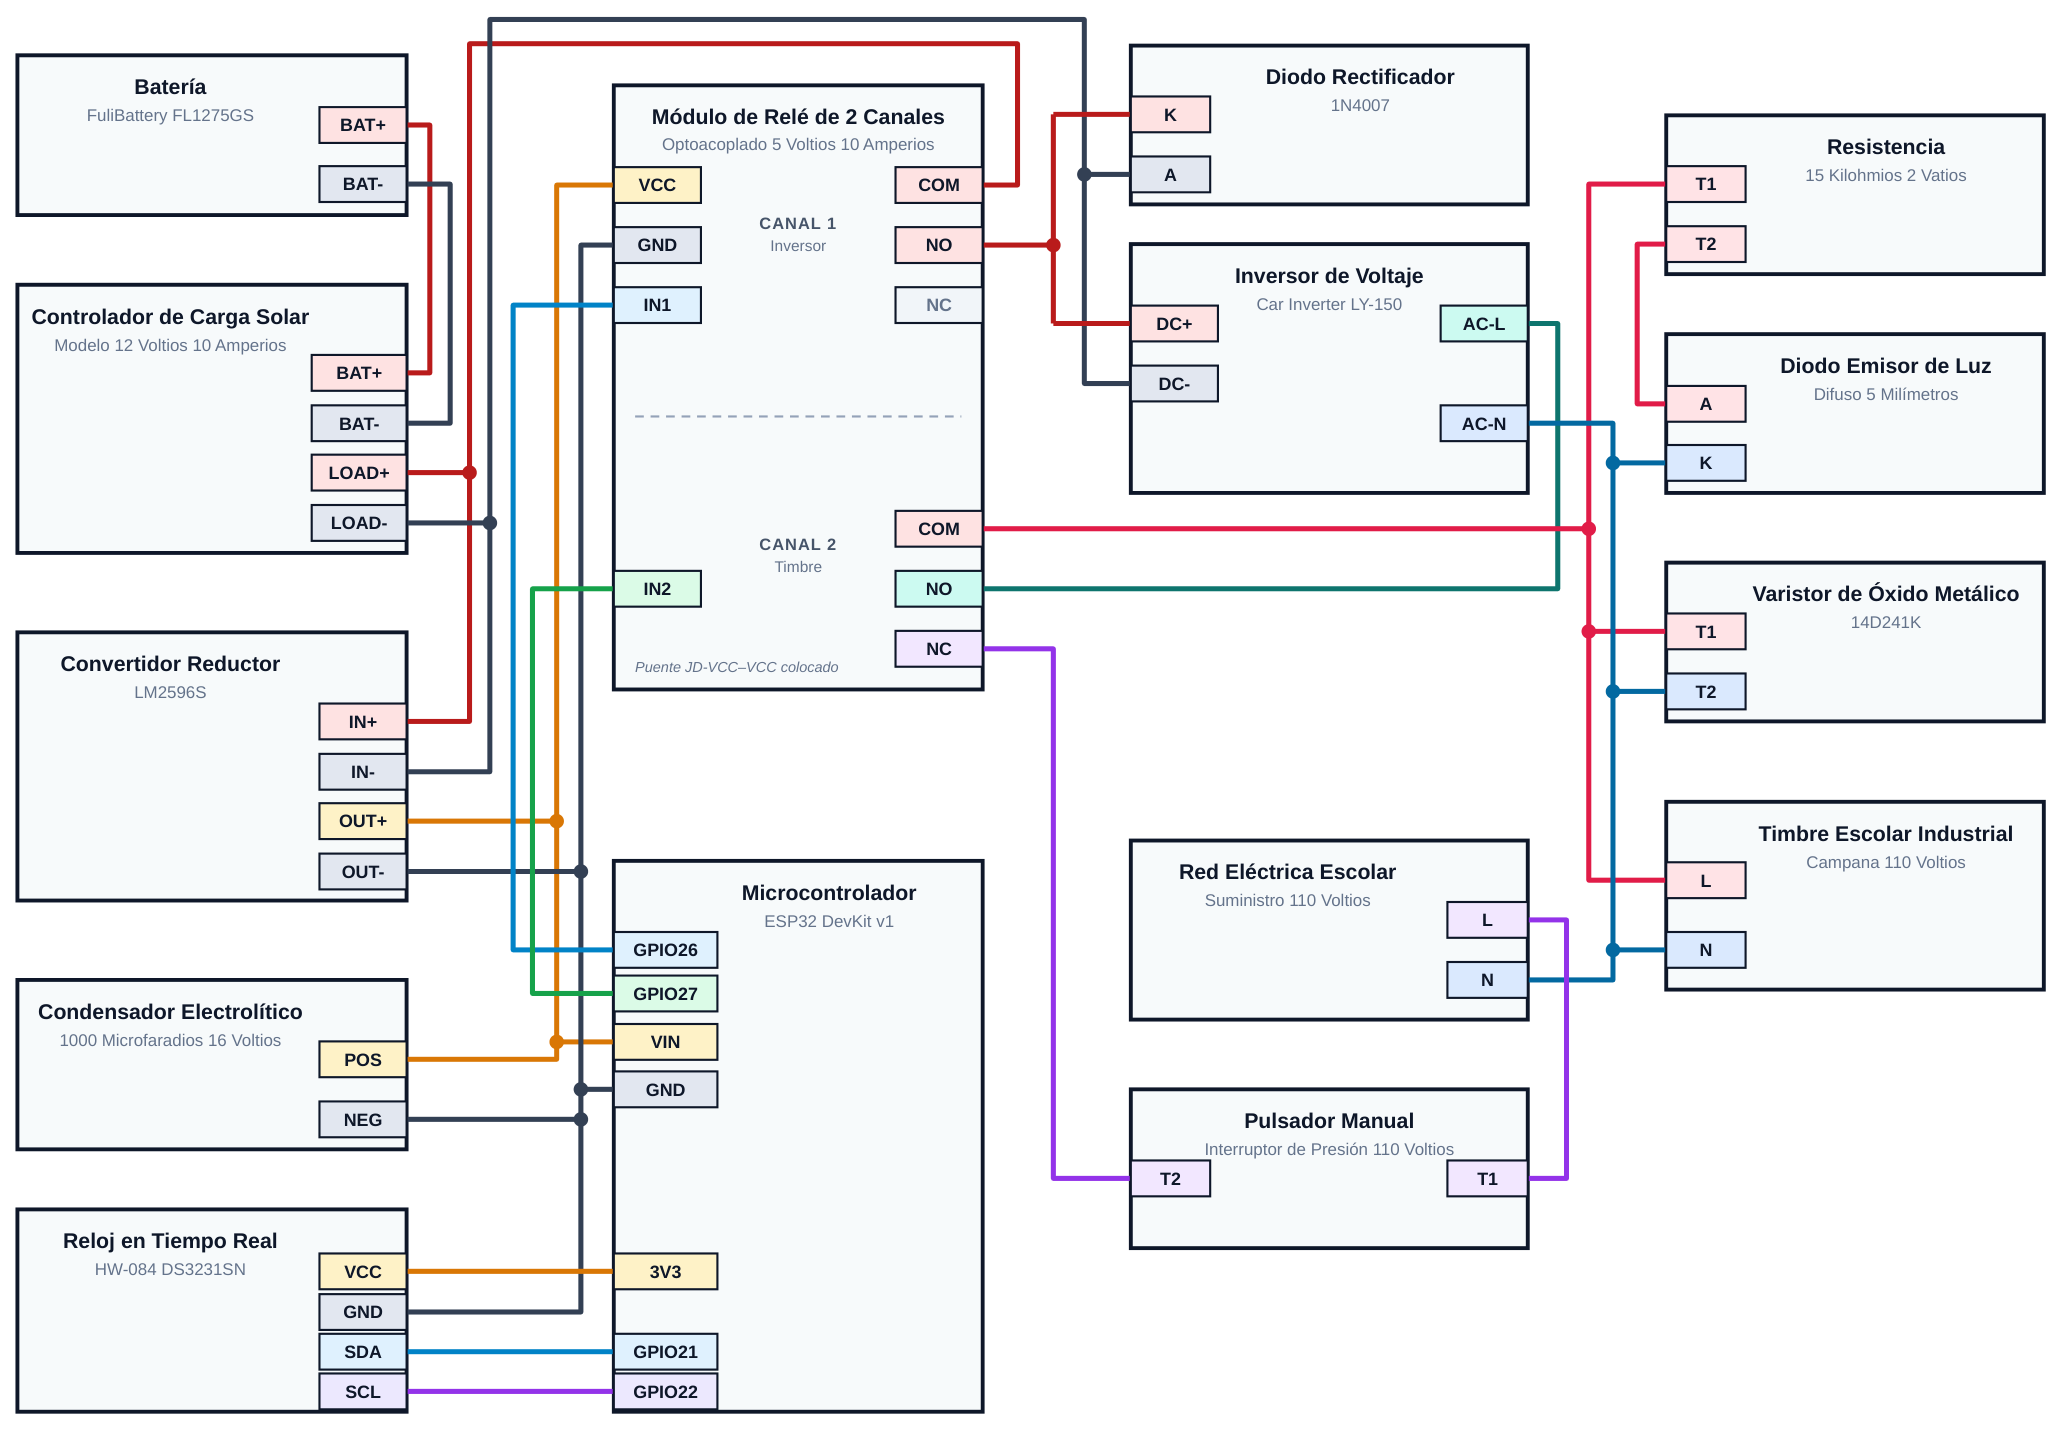 Batería
FuliBattery FL1275GS
BAT+
BAT-
Controlador de Carga Solar
Modelo 12 Voltios 10 Amperios
BAT+
BAT-
LOAD+
LOAD-
Convertidor Reductor
LM2596S
IN+
IN-
OUT+
OUT-
Condensador Electrolítico
1000 Microfaradios 16 Voltios
POS
NEG
Reloj en Tiempo Real
HW-084 DS3231SN
VCC
GND
SDA
SCL
Módulo de Relé de 2 Canales
Optoacoplado 5 Voltios 10 Amperios
VCC
COM
CANAL 1
Inversor
GND
NO
IN1
NC
COM
CANAL 2
Timbre
IN2
NO
NC
Puente JD-VCC–VCC colocado
Microcontrolador
ESP32 DevKit v1
GPIO26
GPIO27
VIN
GND
3V3
GPIO21
GPIO22
Diodo Rectificador
1N4007
K
A
Inversor de Voltaje
Car Inverter LY-150
DC+
AC-L
DC-
AC-N
Red Eléctrica Escolar
Suministro 110 Voltios
L
N
Pulsador Manual
Interruptor de Presión 110 Voltios
T2
T1
Resistencia
15 Kilohmios 2 Vatios
T1
T2
Diodo Emisor de Luz
Difuso 5 Milímetros
A
K
Varistor de Óxido Metálico
14D241K
T1
T2
Timbre Escolar Industrial
Campana 110 Voltios
L
N